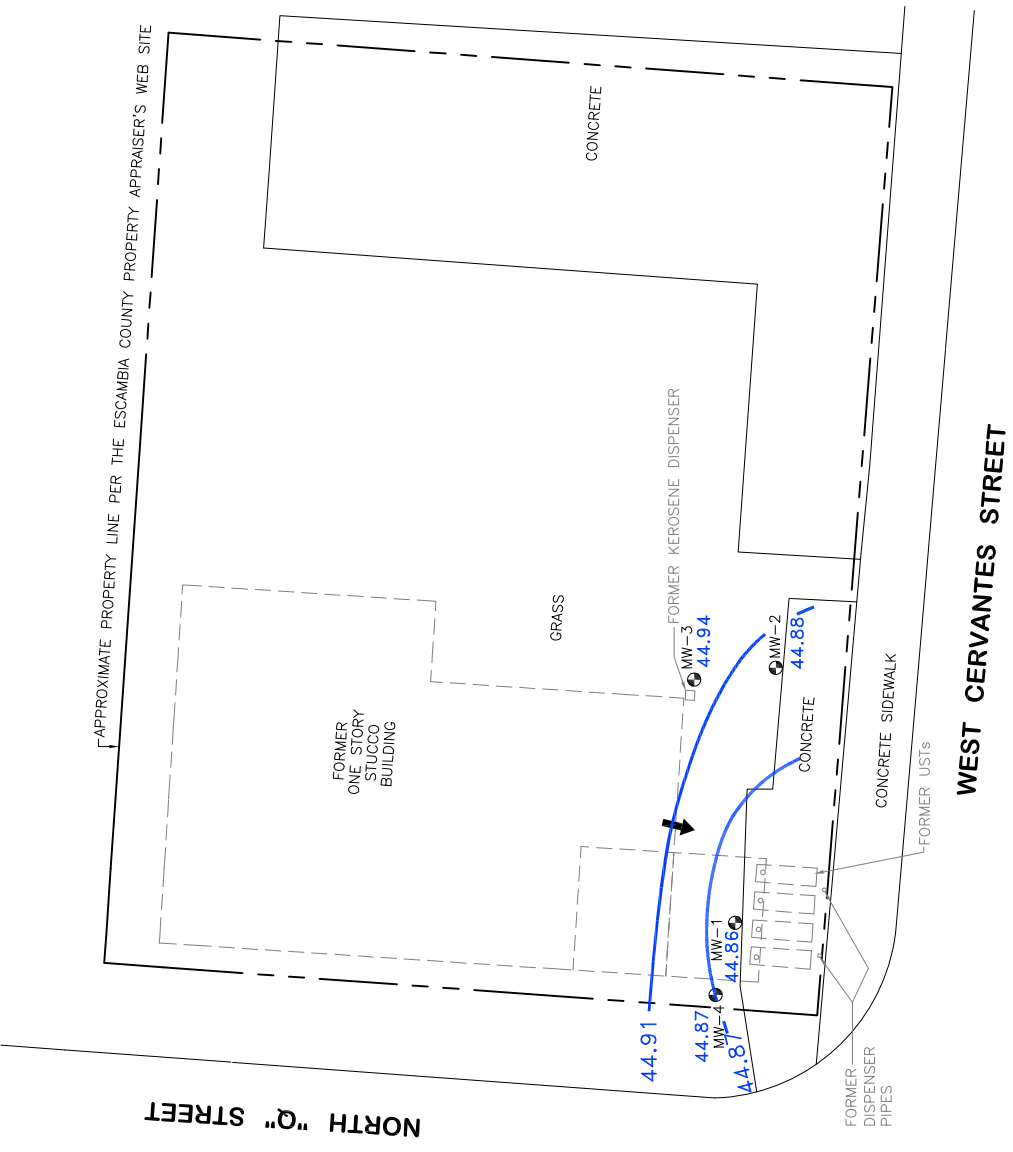 APPROXIMATE PROPERTY LINE PER THE ESCAMBIA COUNTY PROPERTY APPRAISER'S WEB SITE
CONCRETE
FORMER KEROSENE DISPENSER
GRASS
FORMER
ONE STORY
STUCCO
BUILDING
MW-3
44.94
MW-2
44.88
CONCRETE
CONCRETE SIDEWALK
WEST CERVANTES STREET
FORMER USTs
MW-1
44.86
44.91
44.87
MW-4
44.87
FORMER
DISPENSER
PIPES
NORTH "Q" STREET